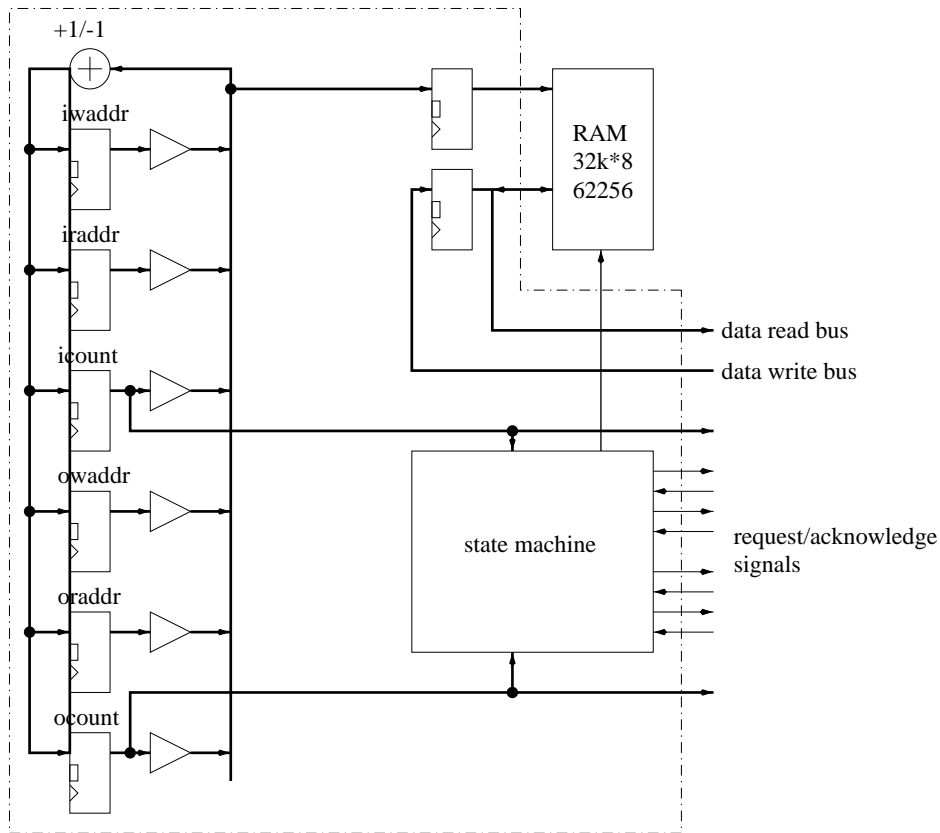 +1/-1
iwaddr
iraddr
icount
owaddr
oraddr
ocount
RAM
32k*8
62256
data read bus
data write bus
state machine
request/acknowledge
signals